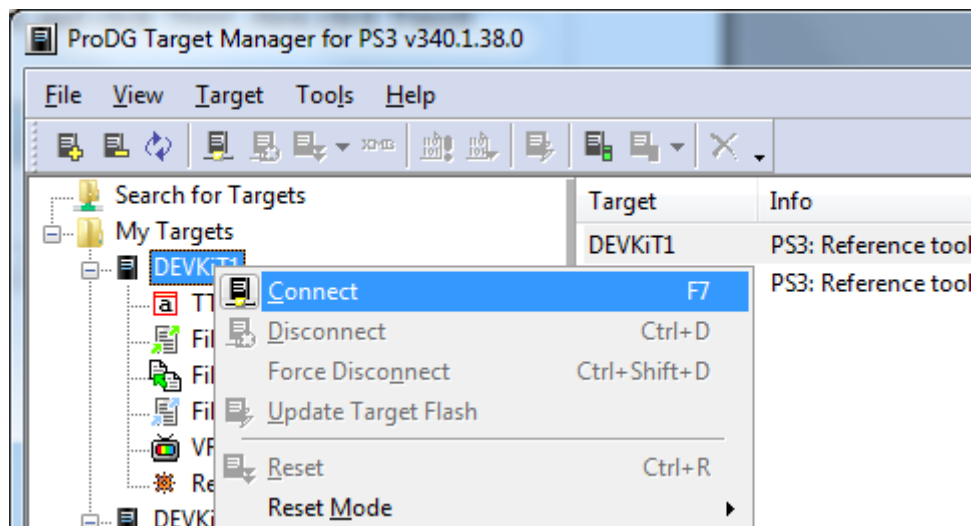 ProDG Target Manager for PS3 v340.1.38.0
File View Target Tools Help
XMB
Search for Targets
Target Info
My Targets
DEVKiT1 PS3: Reference tool
DEVKiT1
PS3: Reference tool
Connect F7
Disconnect Ctrl+D
Force Disconnect Ctrl+Shift+D
Update Target Flash
Reset Ctrl+R
Reset Mode